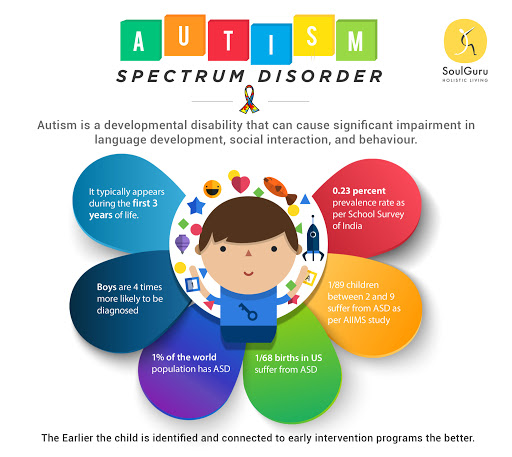 AUTISM
SPECTRUM DISORDER
SoulGuru
HOLISTIC LIVING
Autism is a developmental disability that can cause significant impairment in
language development, social interaction, and behaviour.
It typically appears
during the first 3
years of life.
0.23 percent
prevalence rate as
per School Survey
of India
Boys are 4 times
more likely to be
diagnosed
1/89 children
between 2 and 9
suffer from ASD as
per AIIMS study
A
1% of the world
population has ASD
1/68 births in US
suffer from ASD
The Earlier the child is identified and connected to early intervention programs the better.